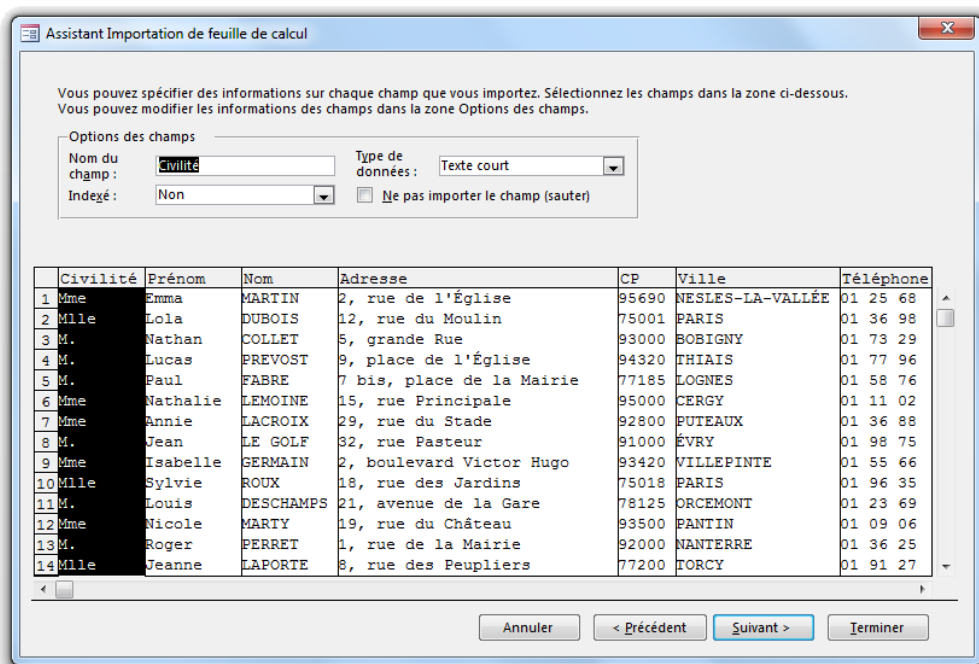 Assistant Importation de feuille de calcul
Vous pouvez spécifier des informations sur chaque champ que vous importez. Sélectionnez les champs dans la zone ci-dessous.
Vous pouvez modifier les informations des champs dans la zone Options des champs.
Options des champs
Nom du champ : Civilité Type de données : Texte court
Indexé : Non Ne pas importer le champ (sauter)
Civilité Prénom Nom Adresse CP Ville Téléphone
1 Mme Emma MARTIN 2, rue de l'Église 95690 NESLES-LA-VALLÉE 01 25 68
2 Mlle Lola DUBOIS 12, rue du Moulin 75001 PARIS 01 36 98
3 M. Nathan COLLET 5, grande Rue 93000 BOBIGNY 01 73 29
4 M. Lucas PREVOST 9, place de l'Église 94320 THIAIS 01 77 96
5 M. Paul FABRE 7 bis, place de la Mairie 77185 LOGNES 01 58 76
6 Mme Nathalie LEMOINE 15, rue Principale 95000 CERGY 01 11 02
7 Mme Annie LACROIX 29, rue du Stade 92800 PUTEAUX 01 36 88
8 M. Jean LE GOLF 32, rue Pasteur 91000 ÉVRY 01 98 75
9 Mme Isabelle GERMAIN 2, boulevard Victor Hugo 93420 VILLEPINTE 01 55 66
10 Mlle Sylvie ROUX 18, rue des Jardins 75018 PARIS 01 96 35
11 M. Louis DESCHAMPS 21, avenue de la Gare 78125 ORCEMONT 01 23 69
12 Mme Nicole MARTY 19, rue du Château 93500 PANTIN 01 09 06
13 M. Roger PERRET 1, rue de la Mairie 92000 NANTERRE 01 36 25
14 Mlle Jeanne LAPORTE 8, rue des Peupliers 77200 TORCY 01 91 27
Annuler < Précédent Suivant > Terminer